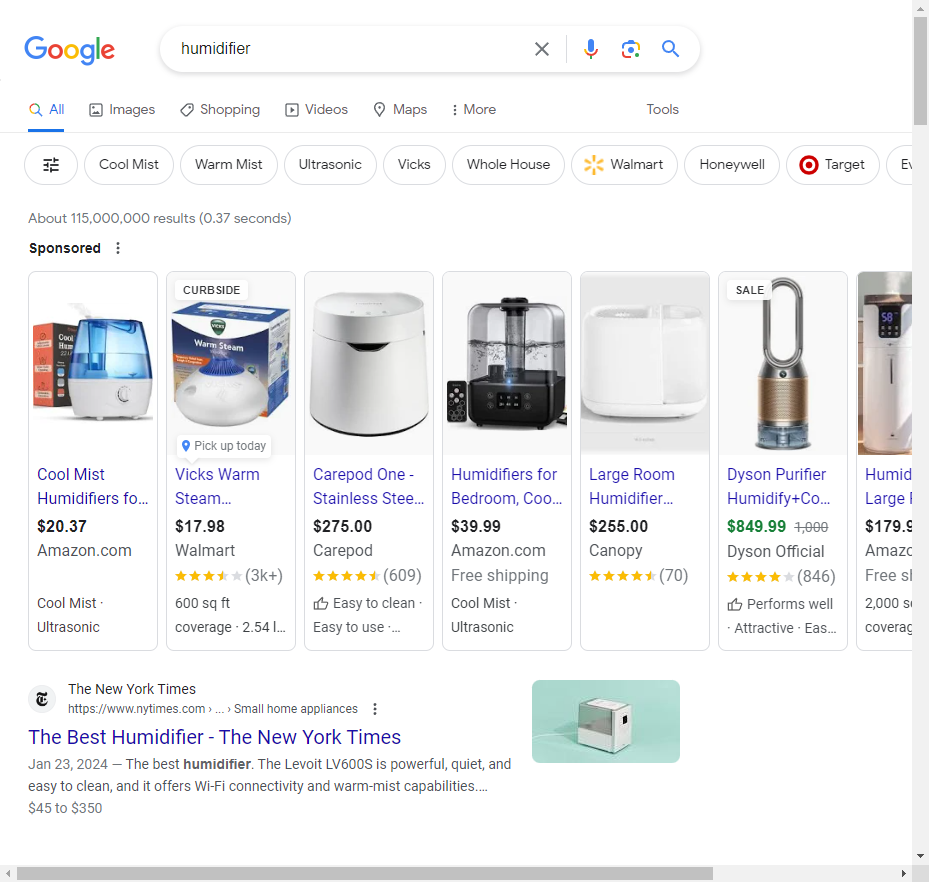 Google
humidifier
All
Images
Shopping
Videos
Maps
More
Tools
Cool Mist
Warm Mist
Ultrasonic
Vicks
Whole House
Walmart
Honeywell
Target
About 115,000,000 results (0.37 seconds)
Sponsored
CURBSIDE
VICKS
Warm Steam
Pick up today
SALE
58
Cool Mist
Humidifiers fo...
$20.37
Amazon.com
Cool Mist ·
Ultrasonic
Vicks Warm
Steam...
$17.98
Walmart
(3k+)
600 sq ft
coverage · 2.54 l...
Carepod One -
Stainless Stee...
$275.00
Carepod
(609)
Easy to clean ·
Easy to use ·...
Humidifiers for
Bedroom, Coo...
$39.99
Amazon.com
Free shipping
Cool Mist ·
Ultrasonic
Large Room
Humidifier...
$255.00
Canopy
(70)
Dyson Purifier
Humidify+Co...
$849.99 1,000
Dyson Official
(846)
Performs well
· Attractive · Eas...
Humid
Large
$179.9
Amazo
Free sh
2,000 s
coverag
The New York Times
https://www.nytimes.com › ... › Small home appliances
The Best Humidifier - The New York Times
Jan 23, 2024 — The best humidifier. The Levoit LV600S is powerful, quiet, and
easy to clean, and it offers Wi-Fi connectivity and warm-mist capabilities....
$45 to $350